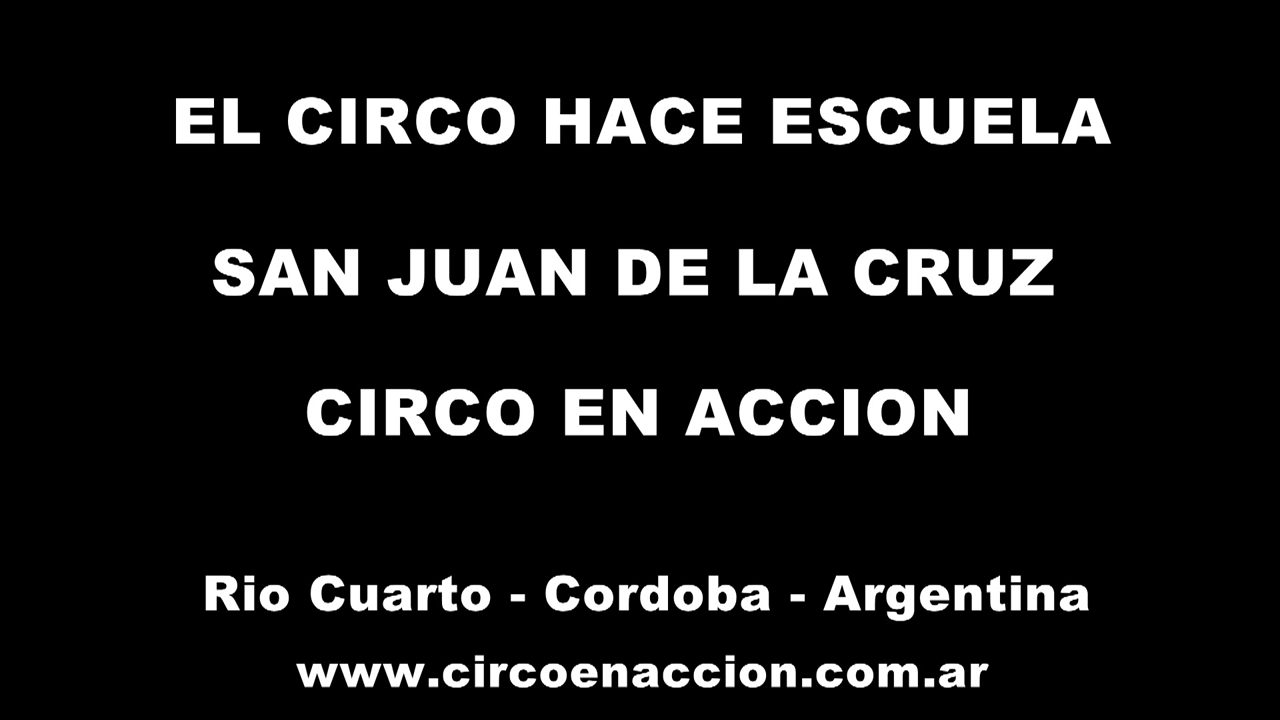 EL CIRCO HACE ESCUELA
SAN JUAN DE LA CRUZ
CIRCO EN ACCION
Rio Cuarto - Cordoba - Argentina
www.circoenaccion.com.ar